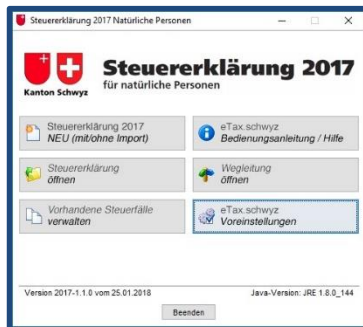 Steuererklärung 2017 Natürliche Personen
Kanton Schwyz
Steuererklärung 2017
für natürliche Personen
Steuererklärung 2017
NEU (mit/ohne Import)
eTax.schwyz
Bedienungsanleitung / Hilfe
Steuererklärung
öffnen
Wegleitung
öffnen
Vorhandene Steuerfälle
verwalten
eTax.schwyz
Voreinstellungen
Version 2017-1.1.0 vom 25.01.2018
Java-Version: JRE 1.8.0_144
Beenden